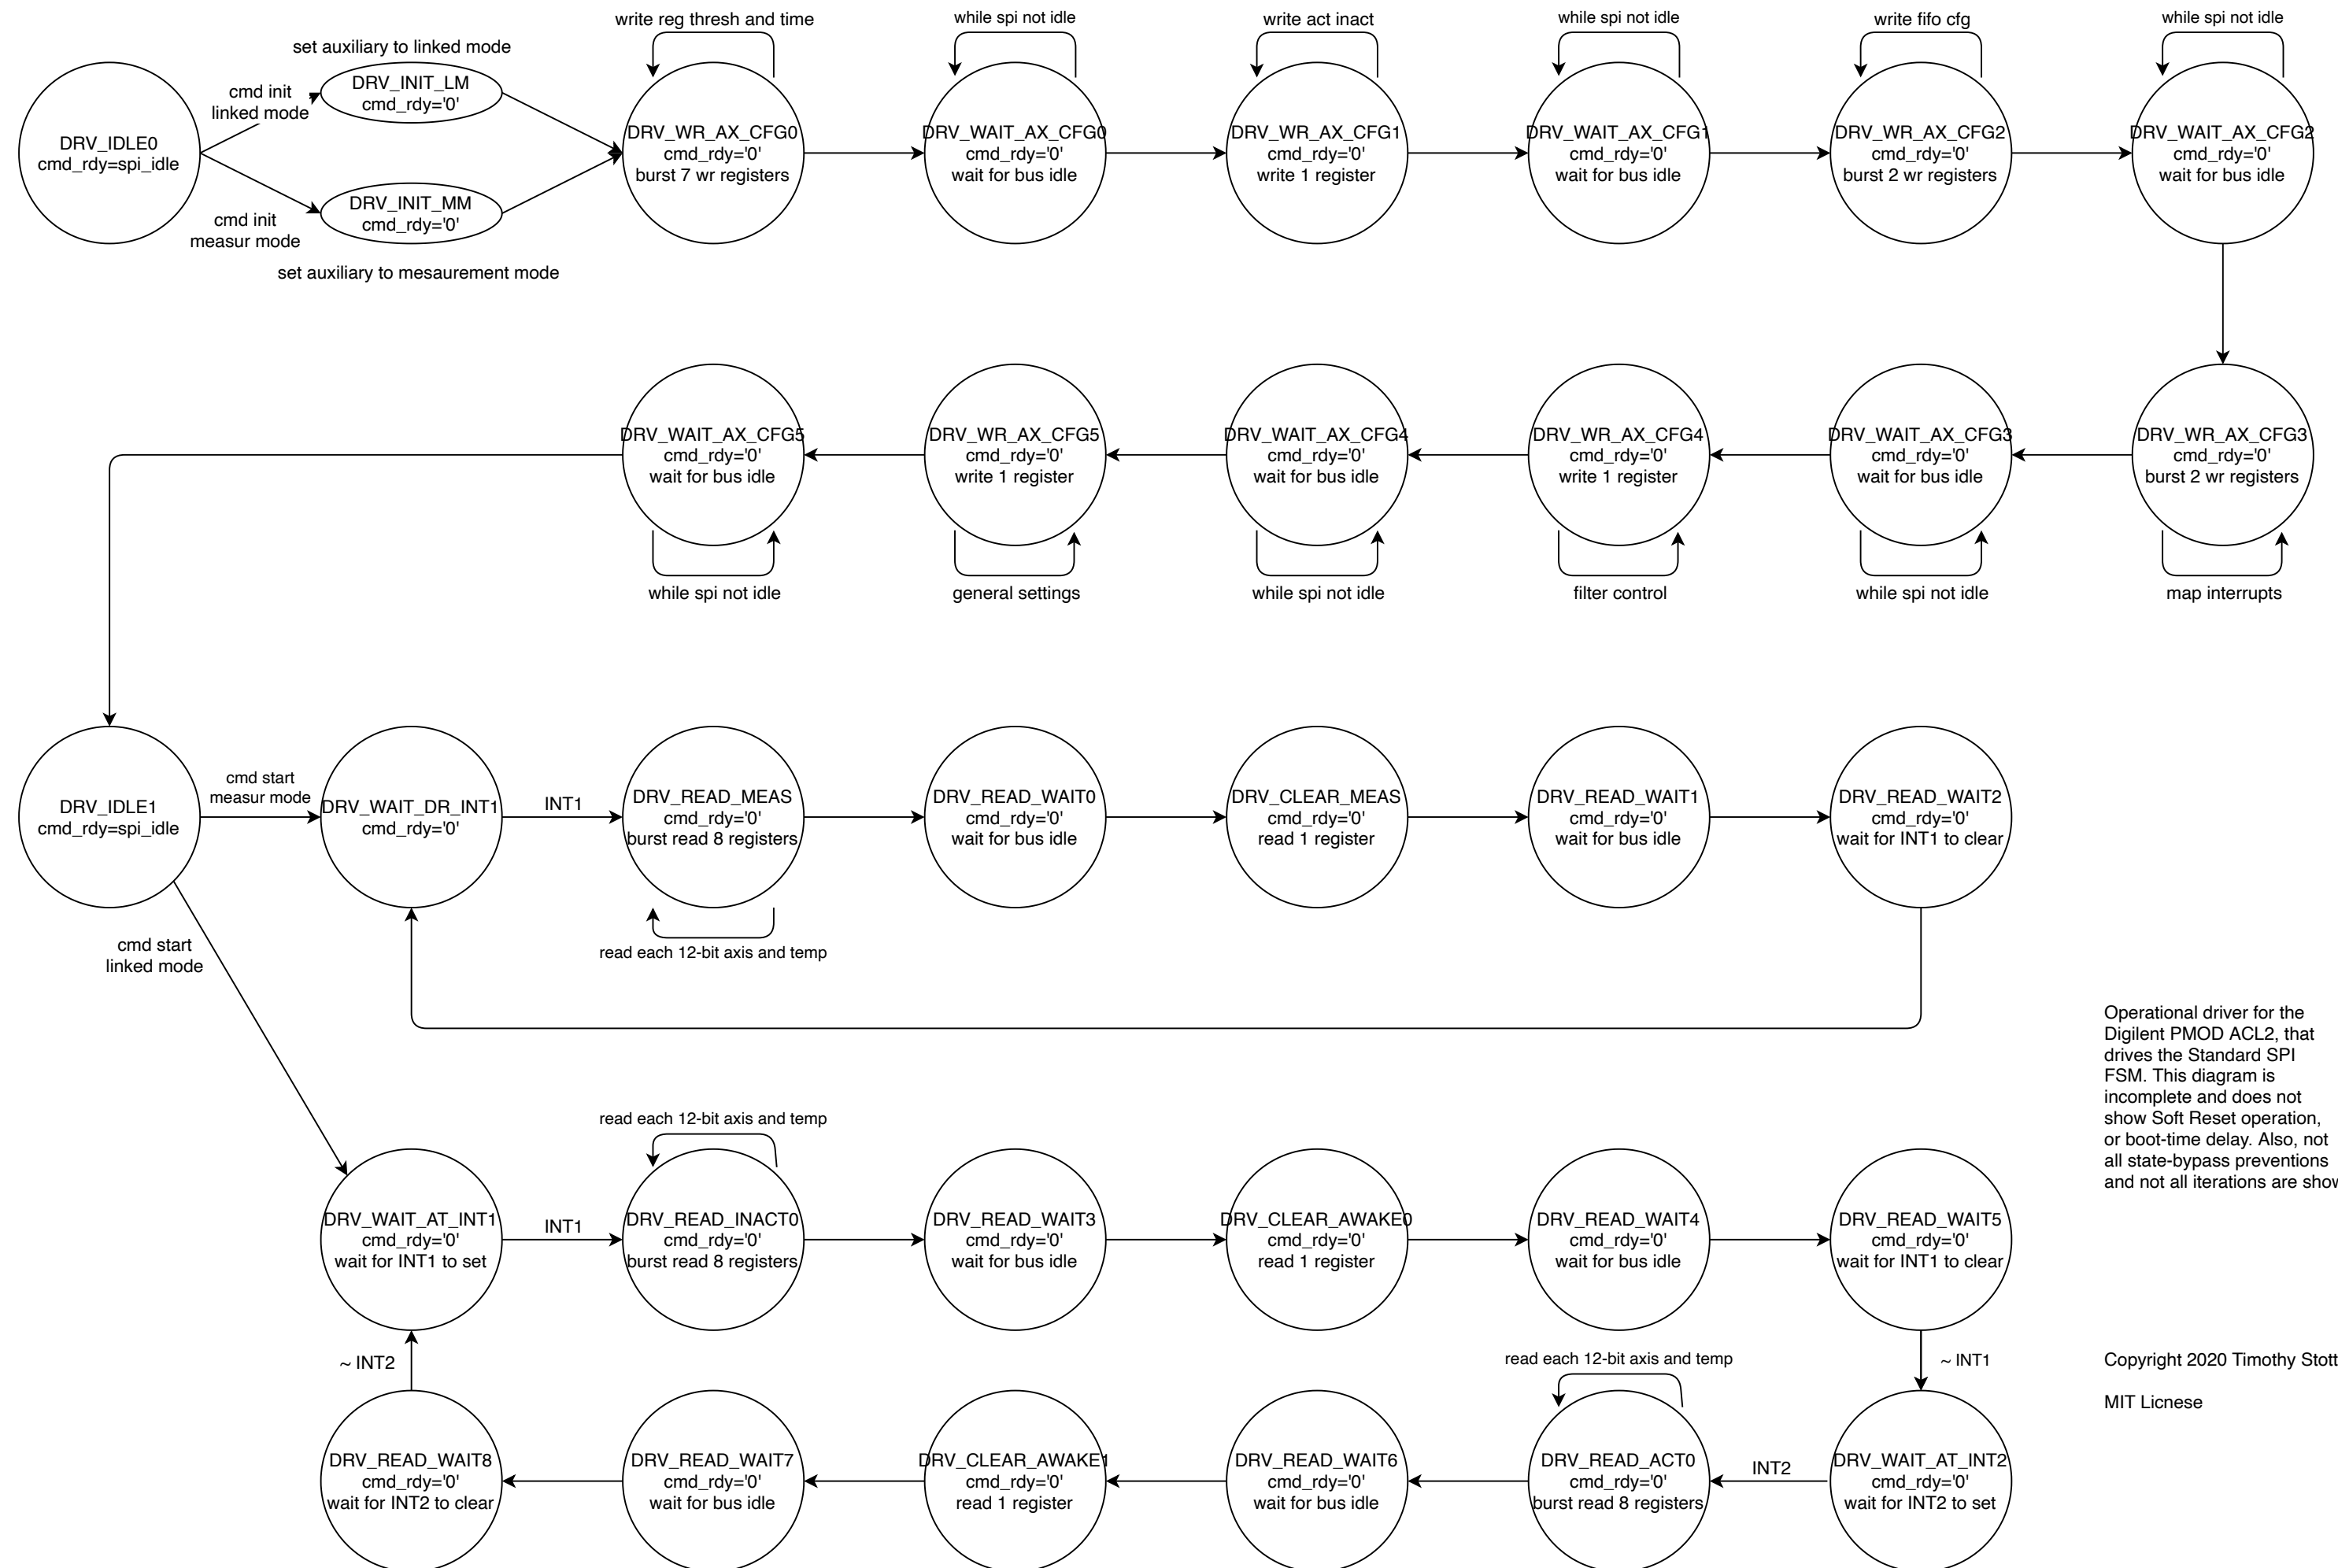 write reg thresh and time
while spi not idle
write act inact
while spi not idle
write fifo cfg
while spi not idle
set auxiliary to linked mode
cmd init
linked mode
DRV_INIT_LM
cmd_rdy='0'
DRV_IDLE0
cmd_rdy=spi_idle
DRV_WR_AX_CFG0
cmd_rdy='0'
burst 7 wr registers
DRV_WAIT_AX_CFG0
cmd_rdy='0'
wait for bus idle
DRV_WR_AX_CFG1
cmd_rdy='0'
write 1 register
DRV_WAIT_AX_CFG1
cmd_rdy='0'
wait for bus idle
DRV_WR_AX_CFG2
cmd_rdy='0'
burst 2 wr registers
DRV_WAIT_AX_CFG2
cmd_rdy='0'
wait for bus idle
cmd init
measur mode
DRV_INIT_MM
cmd_rdy='0'
set auxiliary to mesaurement mode
DRV_WAIT_AX_CFG5
cmd_rdy='0'
wait for bus idle
DRV_WR_AX_CFG5
cmd_rdy='0'
write 1 register
DRV_WAIT_AX_CFG4
cmd_rdy='0'
wait for bus idle
DRV_WR_AX_CFG4
cmd_rdy='0'
write 1 register
DRV_WAIT_AX_CFG3
cmd_rdy='0'
wait for bus idle
DRV_WR_AX_CFG3
cmd_rdy='0'
burst 2 wr registers
while spi not idle
general settings
while spi not idle
filter control
while spi not idle
map interrupts
DRV_IDLE1
cmd_rdy=spi_idle
cmd start
measur mode
DRV_WAIT_DR_INT1
cmd_rdy='0'
INT1
DRV_READ_MEAS
cmd_rdy='0'
burst read 8 registers
DRV_READ_WAIT0
cmd_rdy='0'
wait for bus idle
DRV_CLEAR_MEAS
cmd_rdy='0'
read 1 register
DRV_READ_WAIT1
cmd_rdy='0'
wait for bus idle
DRV_READ_WAIT2
cmd_rdy='0'
wait for INT1 to clear
cmd start
linked mode
read each 12-bit axis and temp
Operational driver for the
Digilent PMOD ACL2, that
drives the Standard SPI
FSM. This diagram is
incomplete and does not
show Soft Reset operation,
or boot-time delay. Also, not
all state-bypass preventions
and not all iterations are show
read each 12-bit axis and temp
DRV_WAIT_AT_INT1
cmd_rdy='0'
wait for INT1 to set
INT1
DRV_READ_INACT0
cmd_rdy='0'
burst read 8 registers
DRV_READ_WAIT3
cmd_rdy='0'
wait for bus idle
DRV_CLEAR_AWAKE0
cmd_rdy='0'
read 1 register
DRV_READ_WAIT4
cmd_rdy='0'
wait for bus idle
DRV_READ_WAIT5
cmd_rdy='0'
wait for INT1 to clear
~ INT2
read each 12-bit axis and temp
~ INT1
Copyright 2020 Timothy Stott
MIT Licnese
DRV_READ_WAIT8
cmd_rdy='0'
wait for INT2 to clear
DRV_READ_WAIT7
cmd_rdy='0'
wait for bus idle
DRV_CLEAR_AWAKE1
cmd_rdy='0'
read 1 register
DRV_READ_WAIT6
cmd_rdy='0'
wait for bus idle
DRV_READ_ACT0
cmd_rdy='0'
burst read 8 registers
INT2
DRV_WAIT_AT_INT2
cmd_rdy='0'
wait for INT2 to set